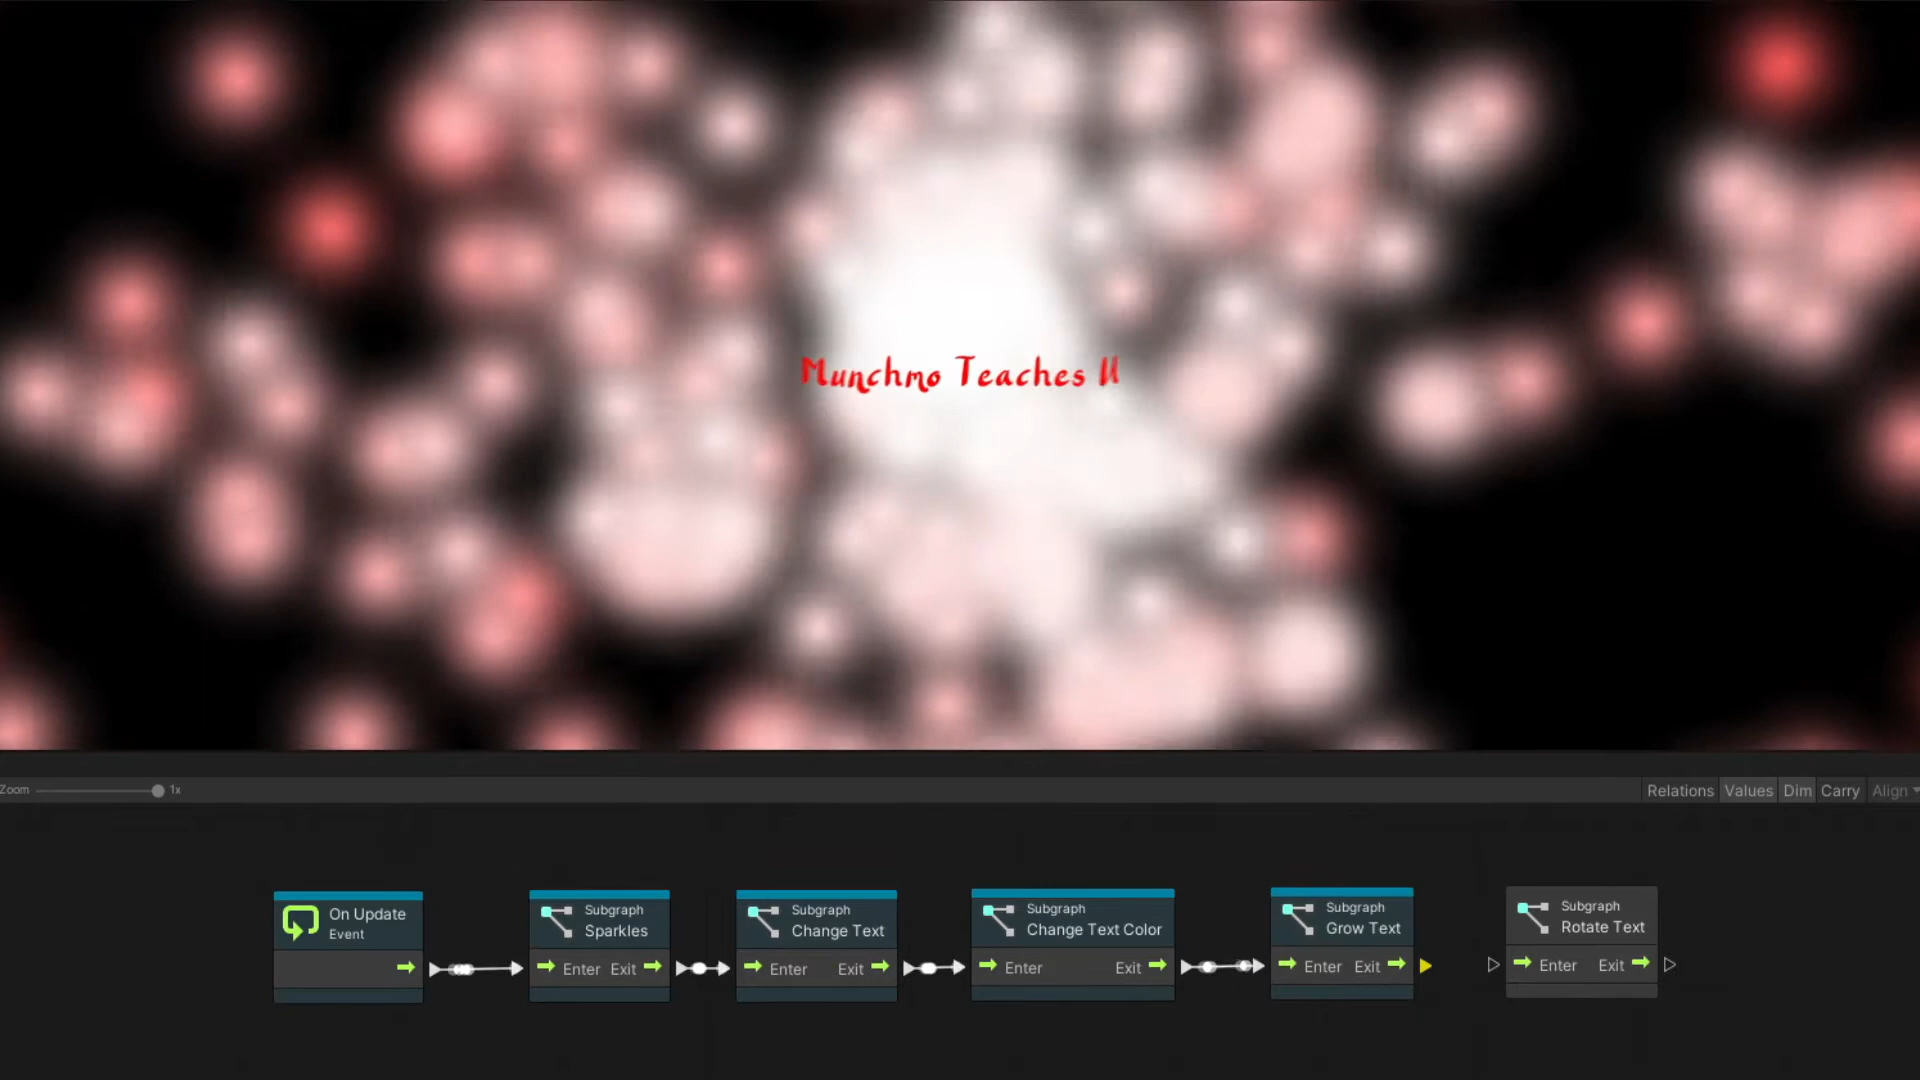 Munchmo Teaches U
Zoom 1x Relations Values Dim Carry Align
On Update
Event
Subgraph
Sparkles
Enter Exit
Subgraph
Change Text
Enter Exit
Subgraph
Change Text Color
Enter Exit
Subgraph
Grow Text
Enter Exit
Subgraph
Rotate Text
Enter Exit